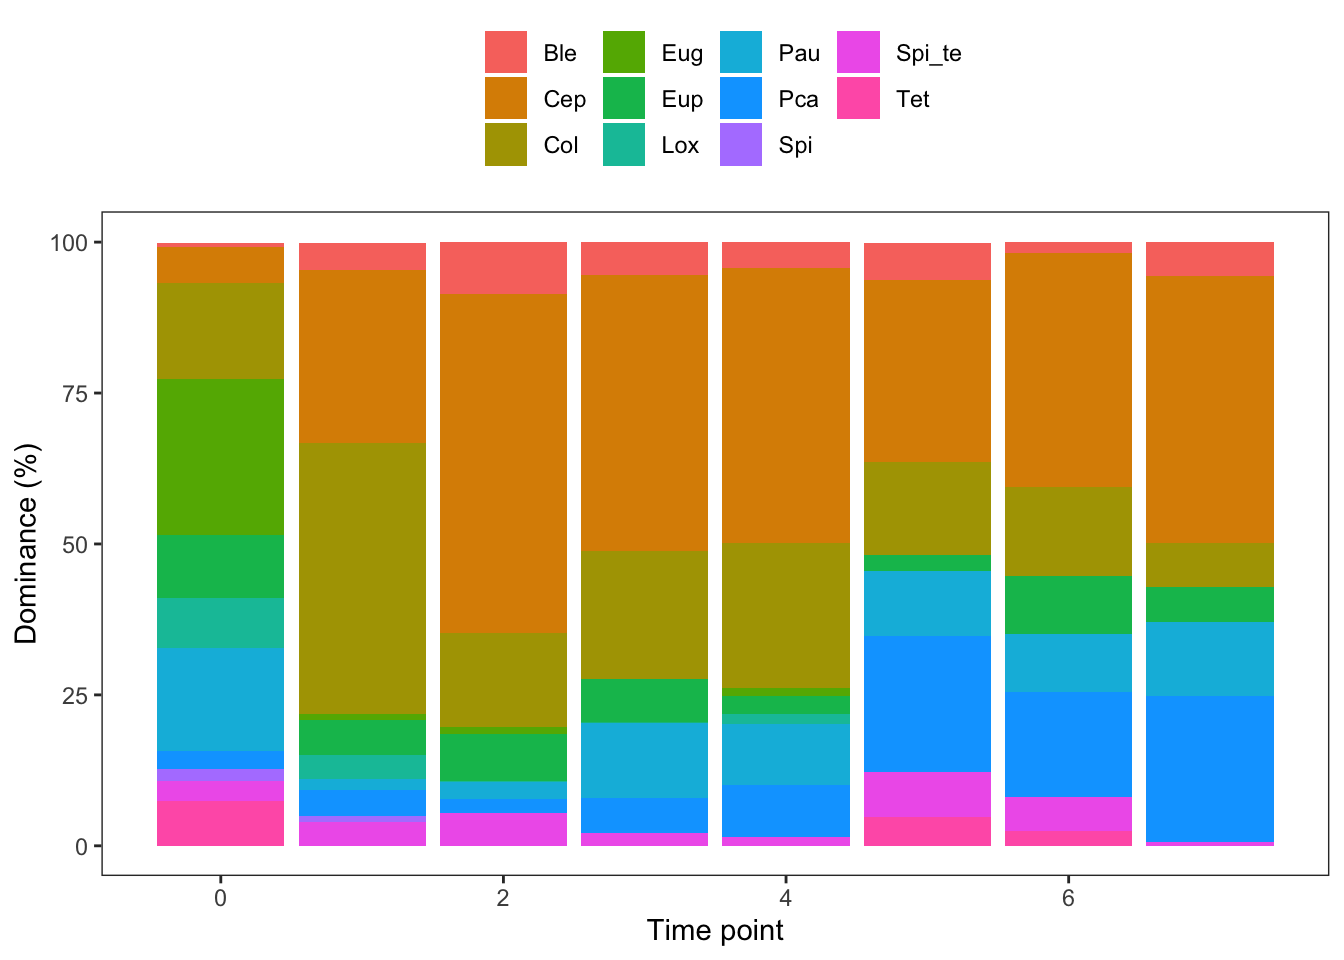 Ble Eug Pau Spi_te
Cep Eup Pca Tet
Col Lox Spi
100
75
50
25
0
Dominance (%)
0 2 4 6
Time point